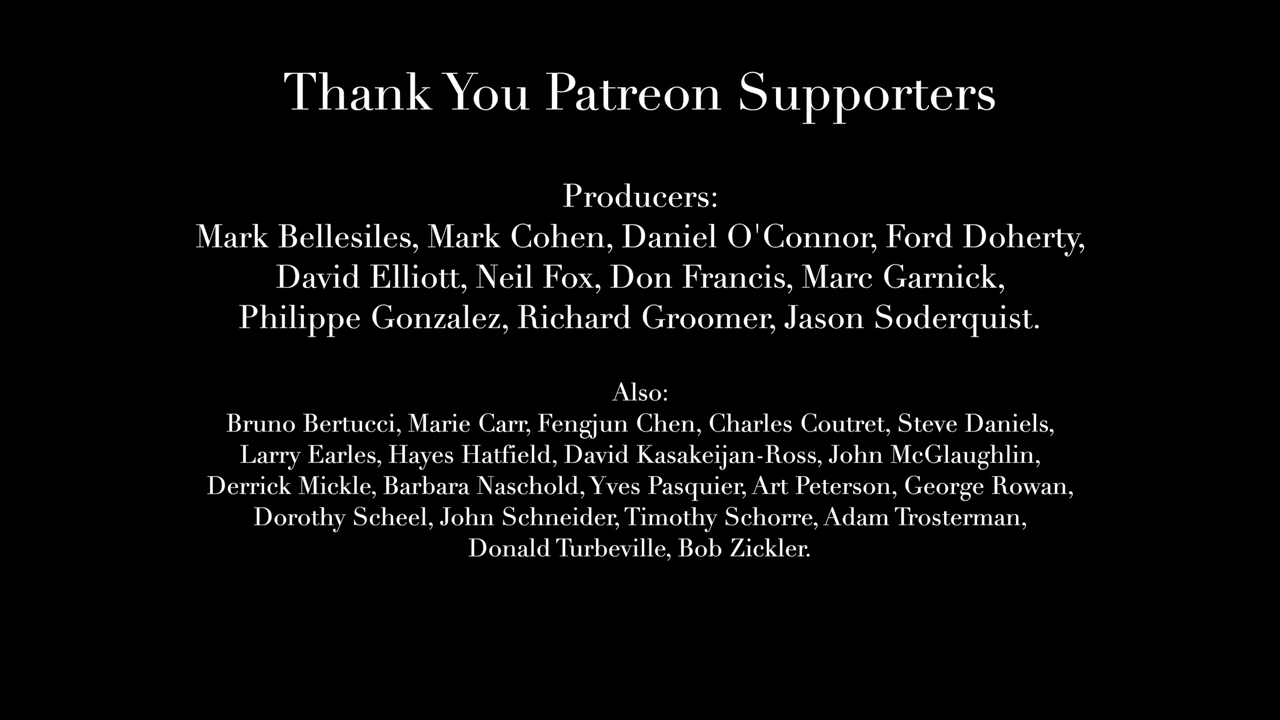 Thank You Patreon Supporters
Producers:
Mark Bellesiles, Mark Cohen, Daniel O'Connor, Ford Doherty,
David Elliott, Neil Fox, Don Francis, Marc Garnick,
Philippe Gonzalez, Richard Groomer, Jason Soderquist.
Also:
Bruno Bertucci, Marie Carr, Fengjun Chen, Charles Coutret, Steve Daniels,
Larry Earles, Hayes Hatfield, David Kasakeijan-Ross, John McGlaughlin,
Derrick Mickle, Barbara Naschold, Yves Pasquier, Art Peterson, George Rowan,
Dorothy Scheel, John Schneider, Timothy Schorre, Adam Trosterman,
Donald Turbeville, Bob Zickler.